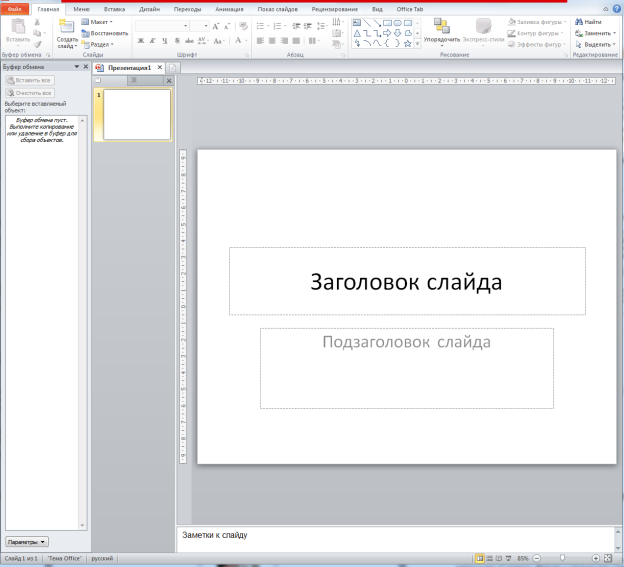 Файл Главная Меню Вставка Дизайн Переходы Анимация Показ слайдов Рецензирование Вид Office Tab
Вставить
Создать слайд
Макет
Восстановить
Раздел
Ж К Ч S abc AV Aa A
Упорядочить Экспресс-стили
Заливка фигуры
Контур фигуры
Эффекты фигур
Найти
Заменить
Выделить
Буфер обмена Слайды Шрифт Абзац Рисование Редактирование
Буфер обмена
Презентация1
Вставить все
Очистить все
Выберите вставляемый
объект:
Буфер обмена пуст.
Выполните копирование
или удаление в буфер для
сбора объектов.
1
Заголовок слайда
Подзаголовок слайда
Заметки к слайду
Параметры
Слайд 1 из 1 "Тема Office" русский 85%